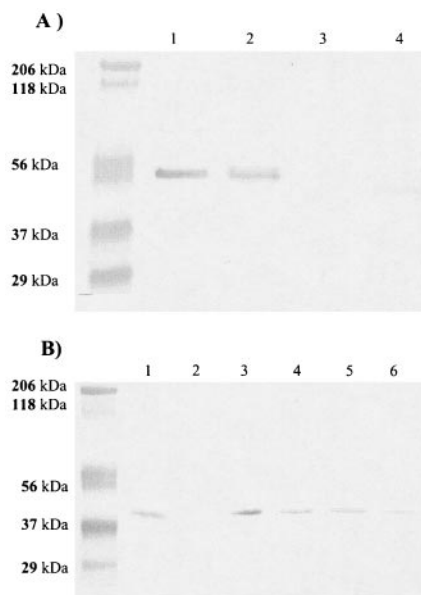 A )
1 2 3 4
206 kDa
118 kDa
56 kDa
37 kDa
29 kDa
B)
1 2 3 4 5 6
206 kDa
118 kDa
56 kDa
37 kDa
29 kDa